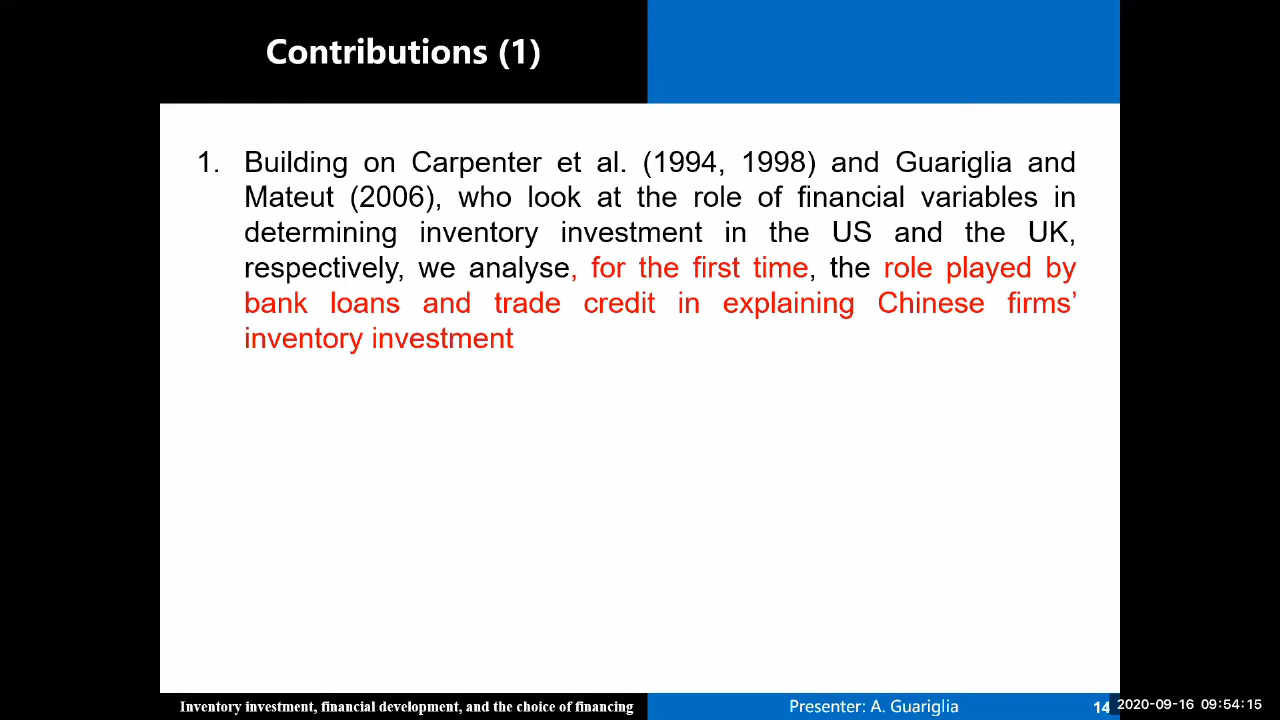 Contributions (1)
1. Building on Carpenter et al. (1994, 1998) and Guariglia and
Mateut (2006), who look at the role of financial variables in
determining inventory investment in the US and the UK,
respectively, we analyse, for the first time, the role played by
bank loans and trade credit in explaining Chinese firms’
inventory investment
Inventory investment, financial development, and the choice of financing
Presenter: A. Guariglia
14
2020-09-16 09:54:15